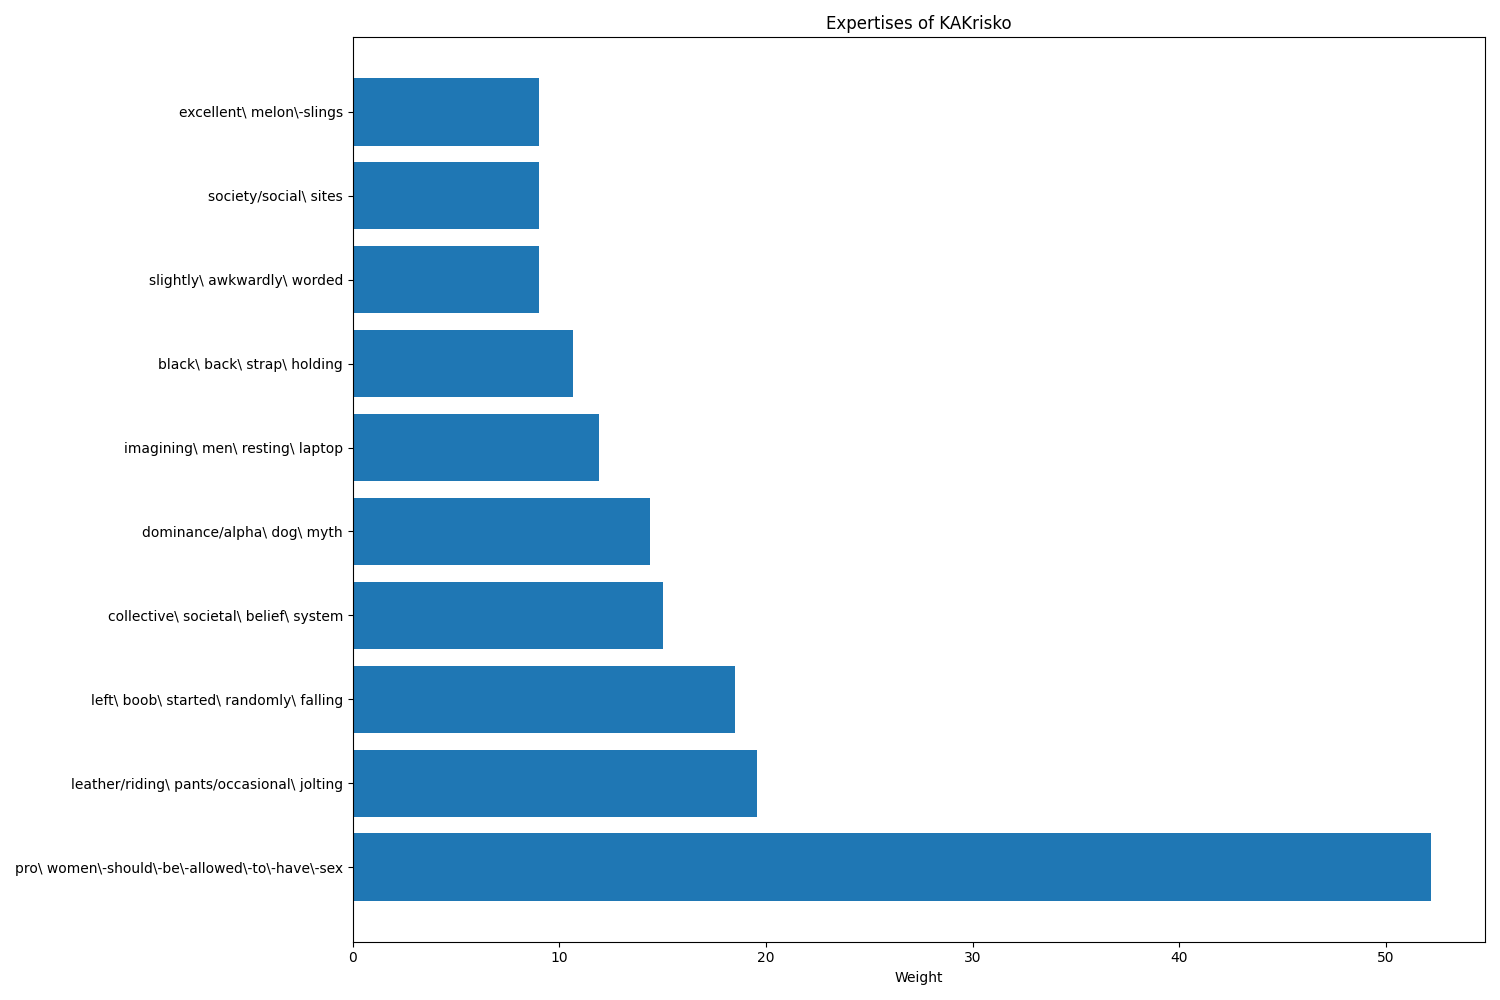 Expertises of KAKrisko
excellent\ melon\-slings
society/social\ sites
slightly\ awkwardly\ worded
black\ back\ strap\ holding
imagining\ men\ resting\ laptop
dominance/alpha\ dog\ myth
collective\ societal\ belief\ system
left\ boob\ started\ randomly\ falling
leather/riding\ pants/occasional\ jolting
pro\ women\-should\-be\-allowed\-to\-have\-sex
0 10 20 30 40 50
Weight